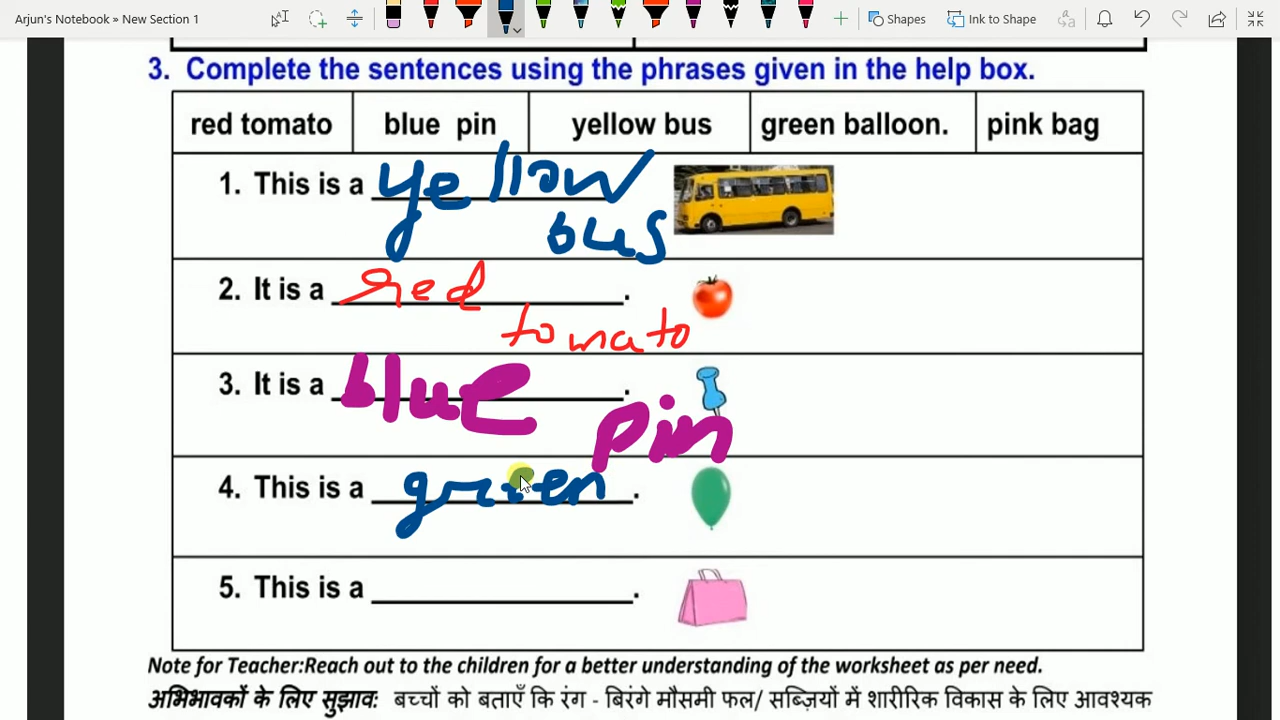 Arjun's Notebook » New Section 1
Shapes
Ink to Shape
3. Complete the sentences using the phrases given in the help box.
red tomato
blue pin
yellow bus
green balloon.
pink bag
1. This is a yellow
bus
2. It is a red .
tomato
3. It is a blue .
pin
4. This is a green .
5. This is a ____________ .
Note for Teacher:Reach out to the children for a better understanding of the worksheet as per need.
अभिभावकों के लिए सुझाव: बच्चों को बताएँ कि रंग - बिरंगे मौसमी फल/ सब्ज़ियों में शारीरिक विकास के लिए आवश्यक